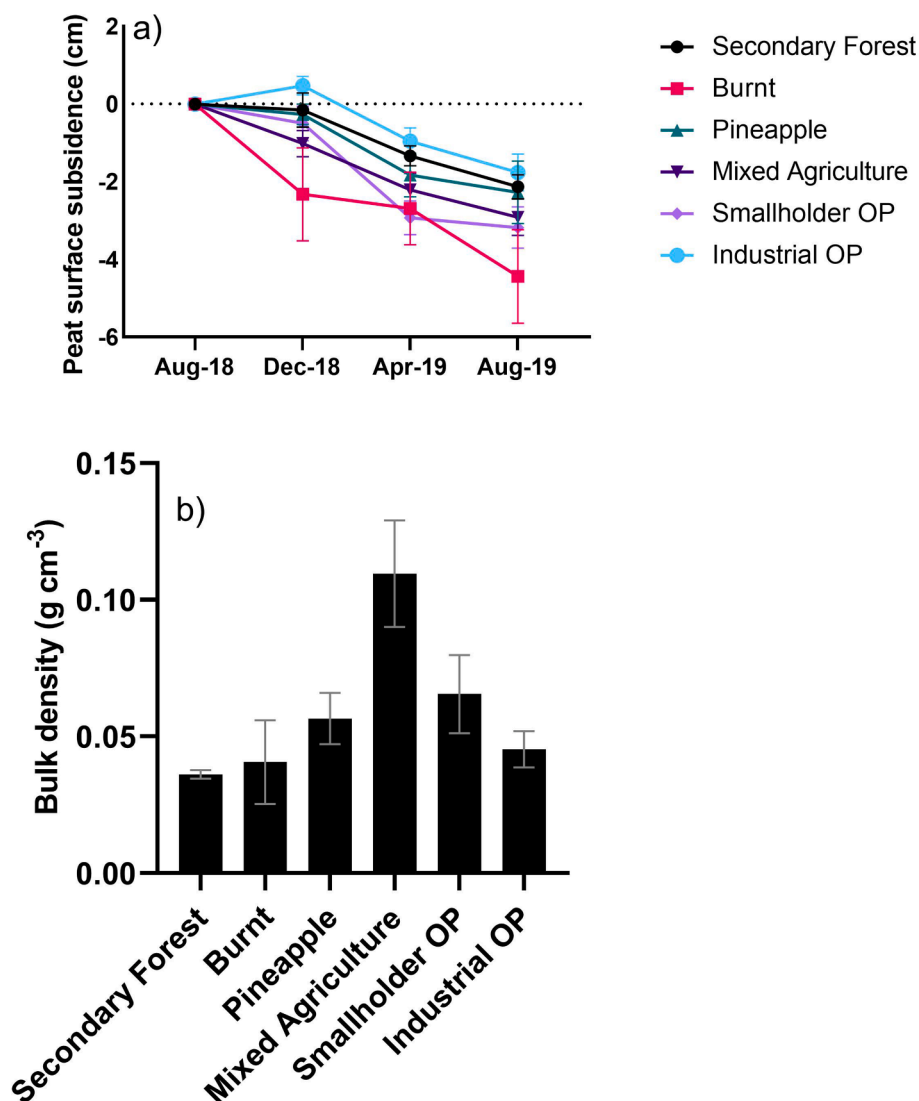 a)
Peat surface subsidence (cm)
2
0
-2
-4
-6
Aug-18 Dec-18 Apr-19 Aug-19
Secondary Forest
Burnt
Pineapple
Mixed Agriculture
Smallholder OP
Industrial OP
b)
Bulk density (g cm⁻³)
0.15
0.10
0.05
0.00
Secondary Forest
Burnt
Pineapple
Mixed Agriculture
Smallholder OP
Industrial OP